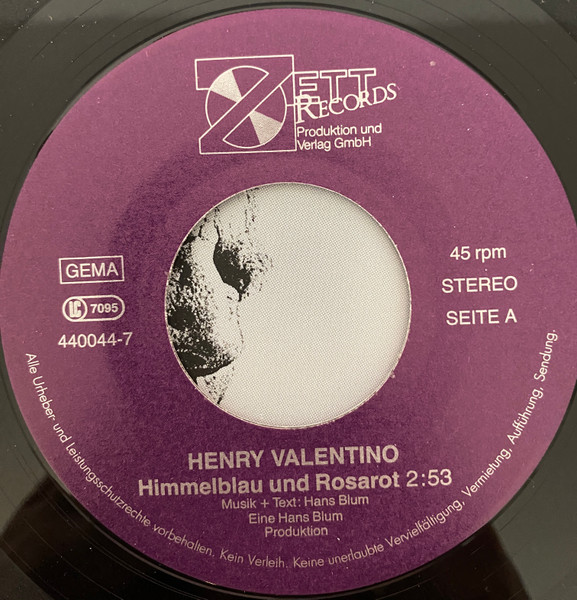 ZETT
RECORDS
Produktion und
Verlag GmbH
GEMA
LC 7095
440044-7
45 rpm
STEREO
SEITE A
HENRY VALENTINO
Himmelblau und Rosarot 2:53
Musik + Text: Hans Blum
Eine Hans Blum
Produktion
Alle Urheber- und Leistungsschutzrechte vorbehalten. Kein Verleih. Keine unerlaubte Vervielfältigung, Vermietung, Aufführung, Sendung.